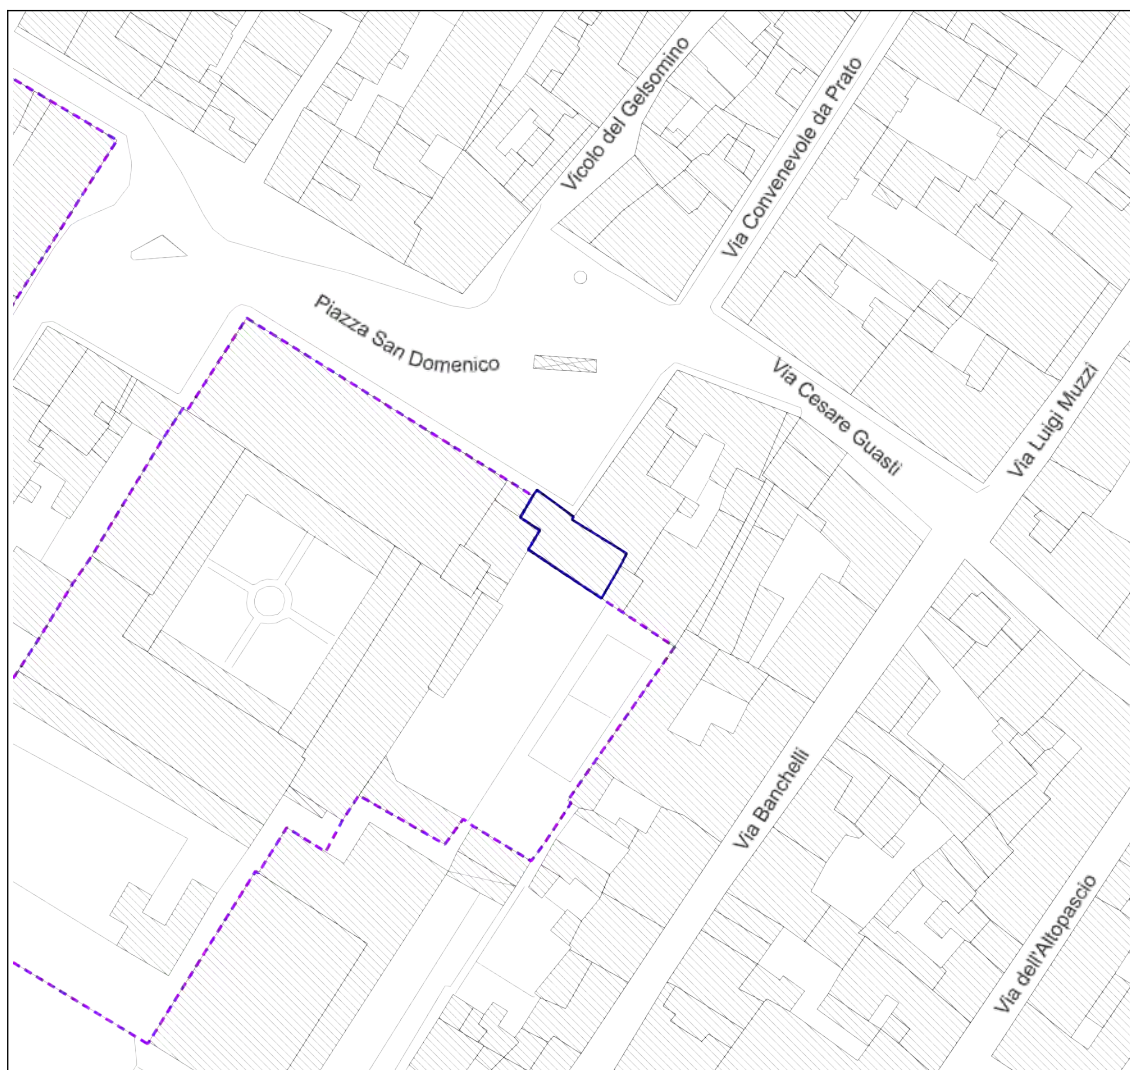 Vicolo del Gelsomino
Via Convenevole da Prato
Piazza San Domenico
Via Cesare Guasti
Via Luigi Muzzi
Via Banchelli
Via dell'Altopascio